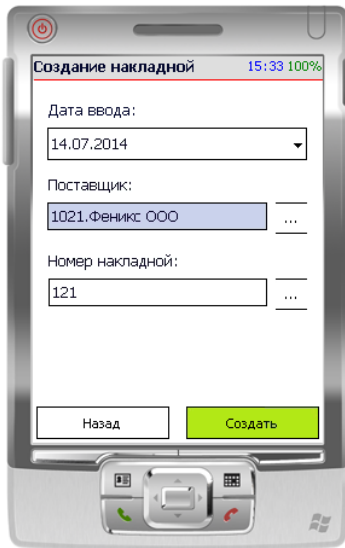 Создание накладной 15:33 100%
Дата ввода:
14.07.2014
Поставщик:
1021.Феникс ООО ...
Номер накладной:
121 ...
Назад Создать